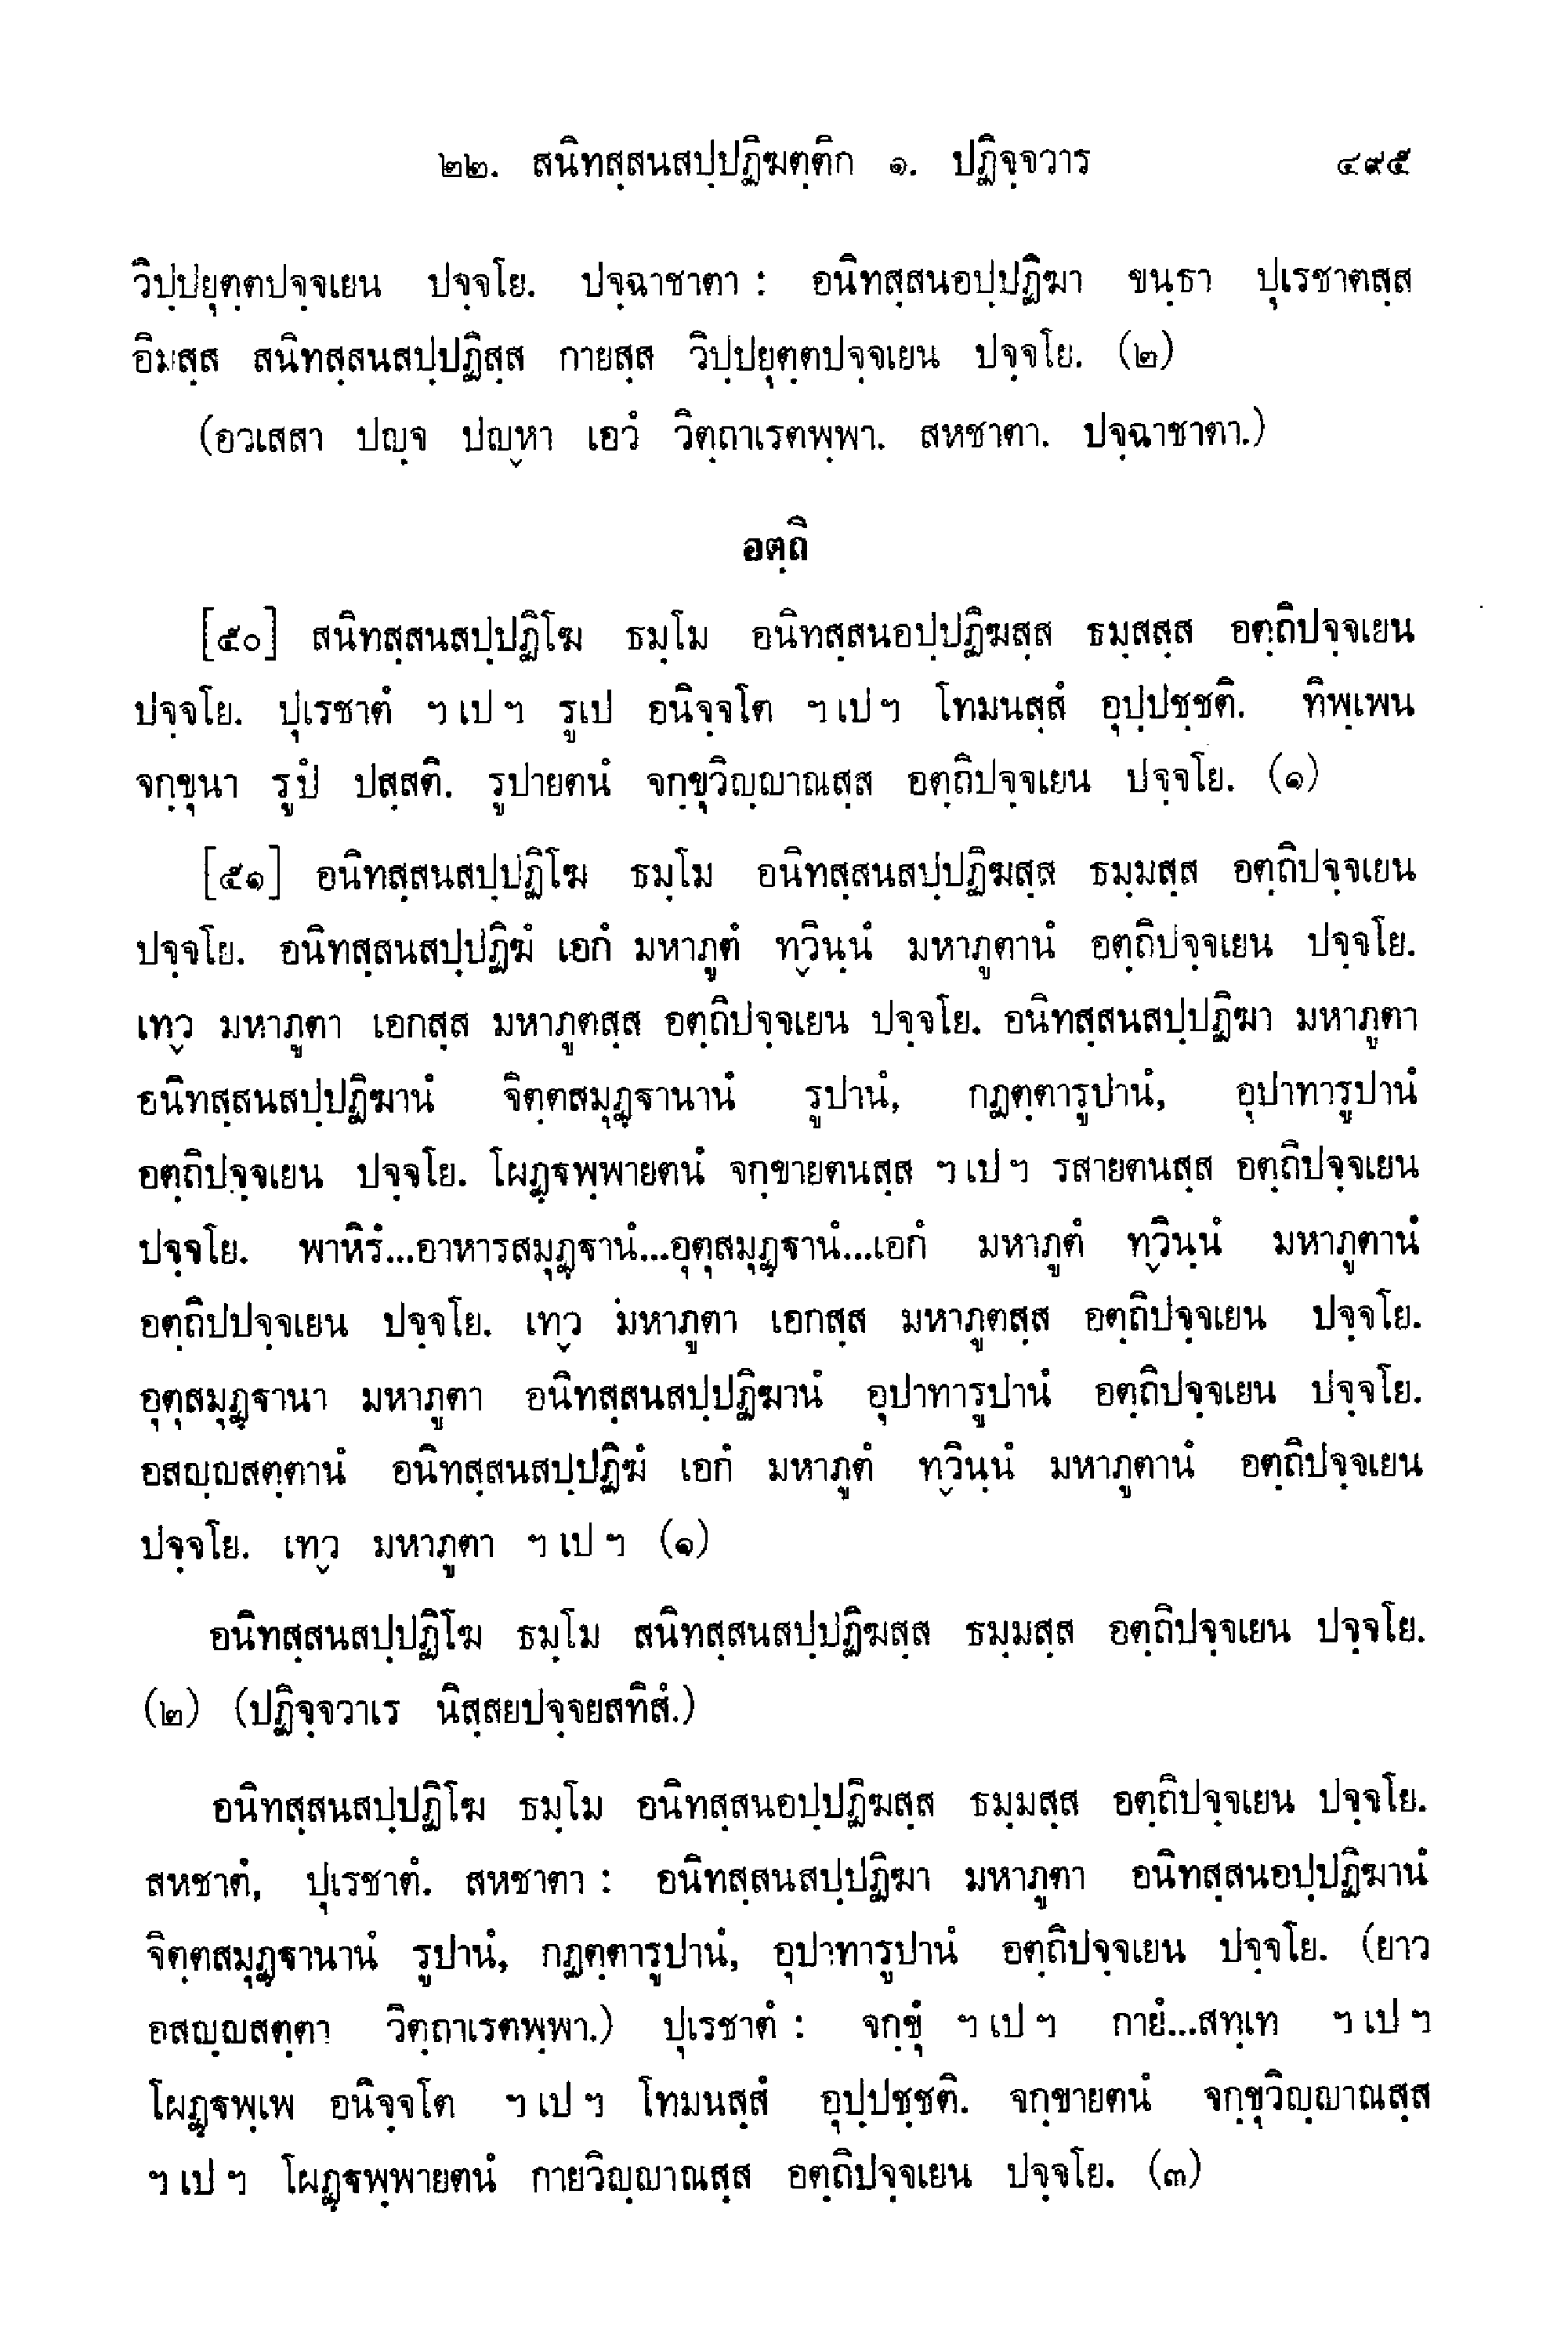 ๒๒. สนิทสฺสนสปฺปฏิฆตฺติก ๑. ปฏิจฺจวาร ๔๙๕
วิปฺปยุตฺตปจฺจเยน ปจฺจโย. ปจฺฉาชาตา : อนิทสฺสนอปฺปฏิฆา ขนฺธา ปุเรชาตสฺส
อิมสฺส สนิทสฺสนสปฺปฏิสฺส กายสฺส วิปฺปยุตฺตปจฺจเยน ปจฺจโย. (๒)
(อวเสสา ปญฺจ ปญฺหา เอวํ วิตฺถาเรตพฺพา. สหชาตา. ปจฺฉาชาตา.)
อตฺถิ
[๕๐] สนิทสฺสนสปฺปฏิโฆ ธมฺโม อนิทสฺสนอปฺปฏิฆสฺส ธมฺสสฺส อตฺถิปจฺจเยน
ปจฺจโย. ปุเรชาตํ ฯ เป ฯ รูเป อนิจฺจโต ฯ เป ฯ โทมนสฺสํ อุปฺปชฺชติ. ทิพฺเพน
จกฺขุนา รูปํ ปสฺสติ. รูปายตนํ จกฺขุวิญฺญาณสฺส อตฺถิปจฺจเยน ปจฺจโย. (๑)
[๕๑] อนิทสฺสนสปฺปฏิโฆ ธมฺโม อนิทสฺสนสปฺปฏิฆสฺส ธมฺมสฺส อตฺถิปจฺจเยน
ปจฺจโย. อนิทสฺสนสปฺปฏิฆํ เอกํ มหาภูตํ ทฺวินฺนํ มหาภูตานํ อตฺถิปจฺจเยน ปจฺจโย.
เทฺว มหาภูตา เอกสฺส มหาภูตสฺส อตฺถิปจฺจเยน ปจฺจโย. อนิทสฺสนสปฺปฏิฆา มหาภูตา
อนิทสฺสนสปฺปฏิฆานํ จิตฺตสมุฏฺฐานานํ รูปานํ, กฏตฺตารูปานํ, อุปาทารูปานํ
อตฺถิปจฺจเยน ปจฺจโย. โผฏฺฐพฺพายตนํ จกฺขายตนสฺส ฯ เป ฯ รสายตนสฺส อตฺถิปจฺจเยน
ปจฺจโย. พาหิรํ...อาหารสมุฏฺฐานํ...อุตุสมุฏฺฐานํ...เอกํ มหาภูตํ ทฺวินฺนํ มหาภูตานํ
อตฺถิปปจฺจเยน ปจฺจโย. เทฺว มหาภูตา เอกสฺส มหาภูตสฺส อตฺถิปจฺจเยน ปจฺจโย.
อุตุสมุฏฺฐานา มหาภูตา อนิทสฺสนสปฺปฏิฆานํ อุปาทารูปานํ อตฺถิปจฺจเยน ปจฺจโย.
อสญฺญสตฺตานํ อนิทสฺสนสปฺปฏิฆํ เอกํ มหาภูตํ ทฺวินฺนํ มหาภูตานํ อตฺถิปจฺจเยน
ปจฺจโย. เทฺว มหาภูตา ฯ เป ฯ (๑)
อนิทสฺสนสปฺปฏิโฆ ธมฺโม สนิทสฺสนสปฺปฏิฆสฺส ธมฺมสฺส อตฺถิปจฺจเยน ปจฺจโย.
(๒) (ปฏิจฺจวาเร นิสฺสยปจฺจยสทิสํ.)
อนิทสฺสนสปฺปฏิโฆ ธมฺโม อนิทสฺสนอปฺปฏิฆสฺส ธมฺมสฺส อตฺถิปจฺจเยน ปจฺจโย.
สหชาตํ, ปุเรชาตํ. สหชาตา : อนิทสฺสนสปฺปฏิฆา มหาภูตา อนิทสฺสนอปฺปฏิฆานํ
จิตฺตสมุฏฺฐานานํ รูปานํ, กฏตฺตารูปานํ, อุปาทารูปานํ อตฺถิปจฺจเยน ปจฺจโย. (ยาว
อสญฺญสตฺตา วิตฺถาเรตพฺพา.) ปุเรชาตํ : จกฺขุํ ฯ เป ฯ กายํ...สทฺเท ฯ เป ฯ
โผฏฺฐพฺเพ อนิจฺจโต ฯ เป ฯ โทมนสฺสํ อุปฺปชฺชติ. จกฺขายตนํ จกฺขุวิญฺญาณสฺส
ฯ เป ฯ โผฏฺฐพฺพายตนํ กายวิญฺญาณสฺส อตฺถิปจฺจเยน ปจฺจโย. (๓)